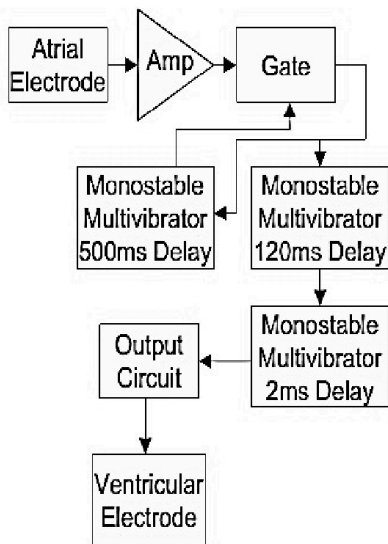 Atrial
Electrode
Amp
Gate
Monostable
Multivibrator
500ms Delay
Monostable
Multivibrator
120ms Delay
Monostable
Multivibrator
2ms Delay
Output
Circuit
Ventricular
Electrode